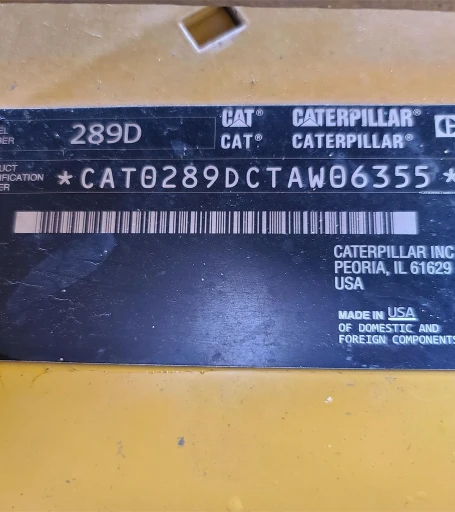 289D
CAT® CATERPILLAR®
CAT® CATERPILLAR®
*CAT0289DCTAW06355*
CATERPILLAR INC
PEORIA, IL 61629
USA
MADE IN USA
OF DOMESTIC AND
FOREIGN COMPONENTS